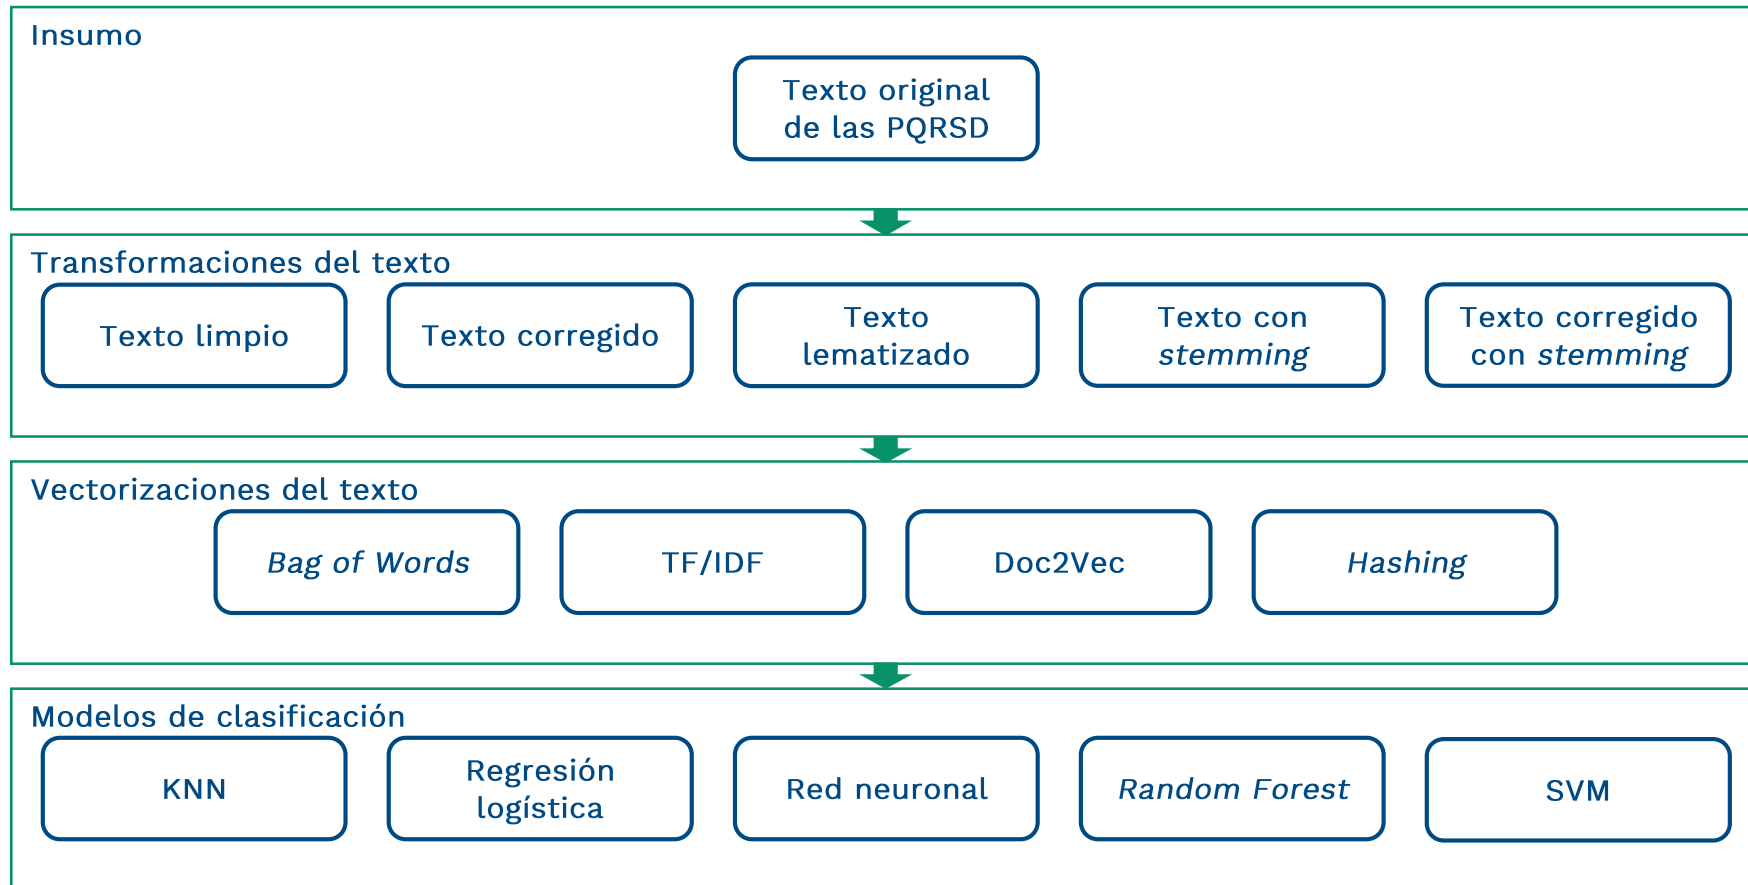 Insumo
Texto original
de las PQRSD
Transformaciones del texto
Texto limpio
Texto corregido
Texto
lematizado
Texto con
stemming
Texto corregido
con stemming
Vectorizaciones del texto
Bag of Words
TF/IDF
Doc2Vec
Hashing
Modelos de clasificación
KNN
Regresión
logística
Red neuronal
Random Forest
SVM